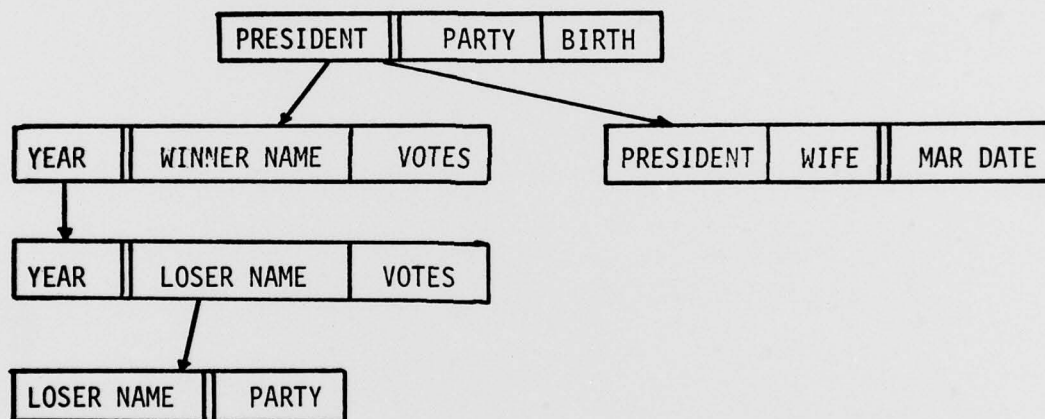 PRESIDENT PARTY BIRTH
YEAR WINNER NAME VOTES PRESIDENT WIFE MAR DATE
YEAR LOSER NAME VOTES
LOSER NAME PARTY